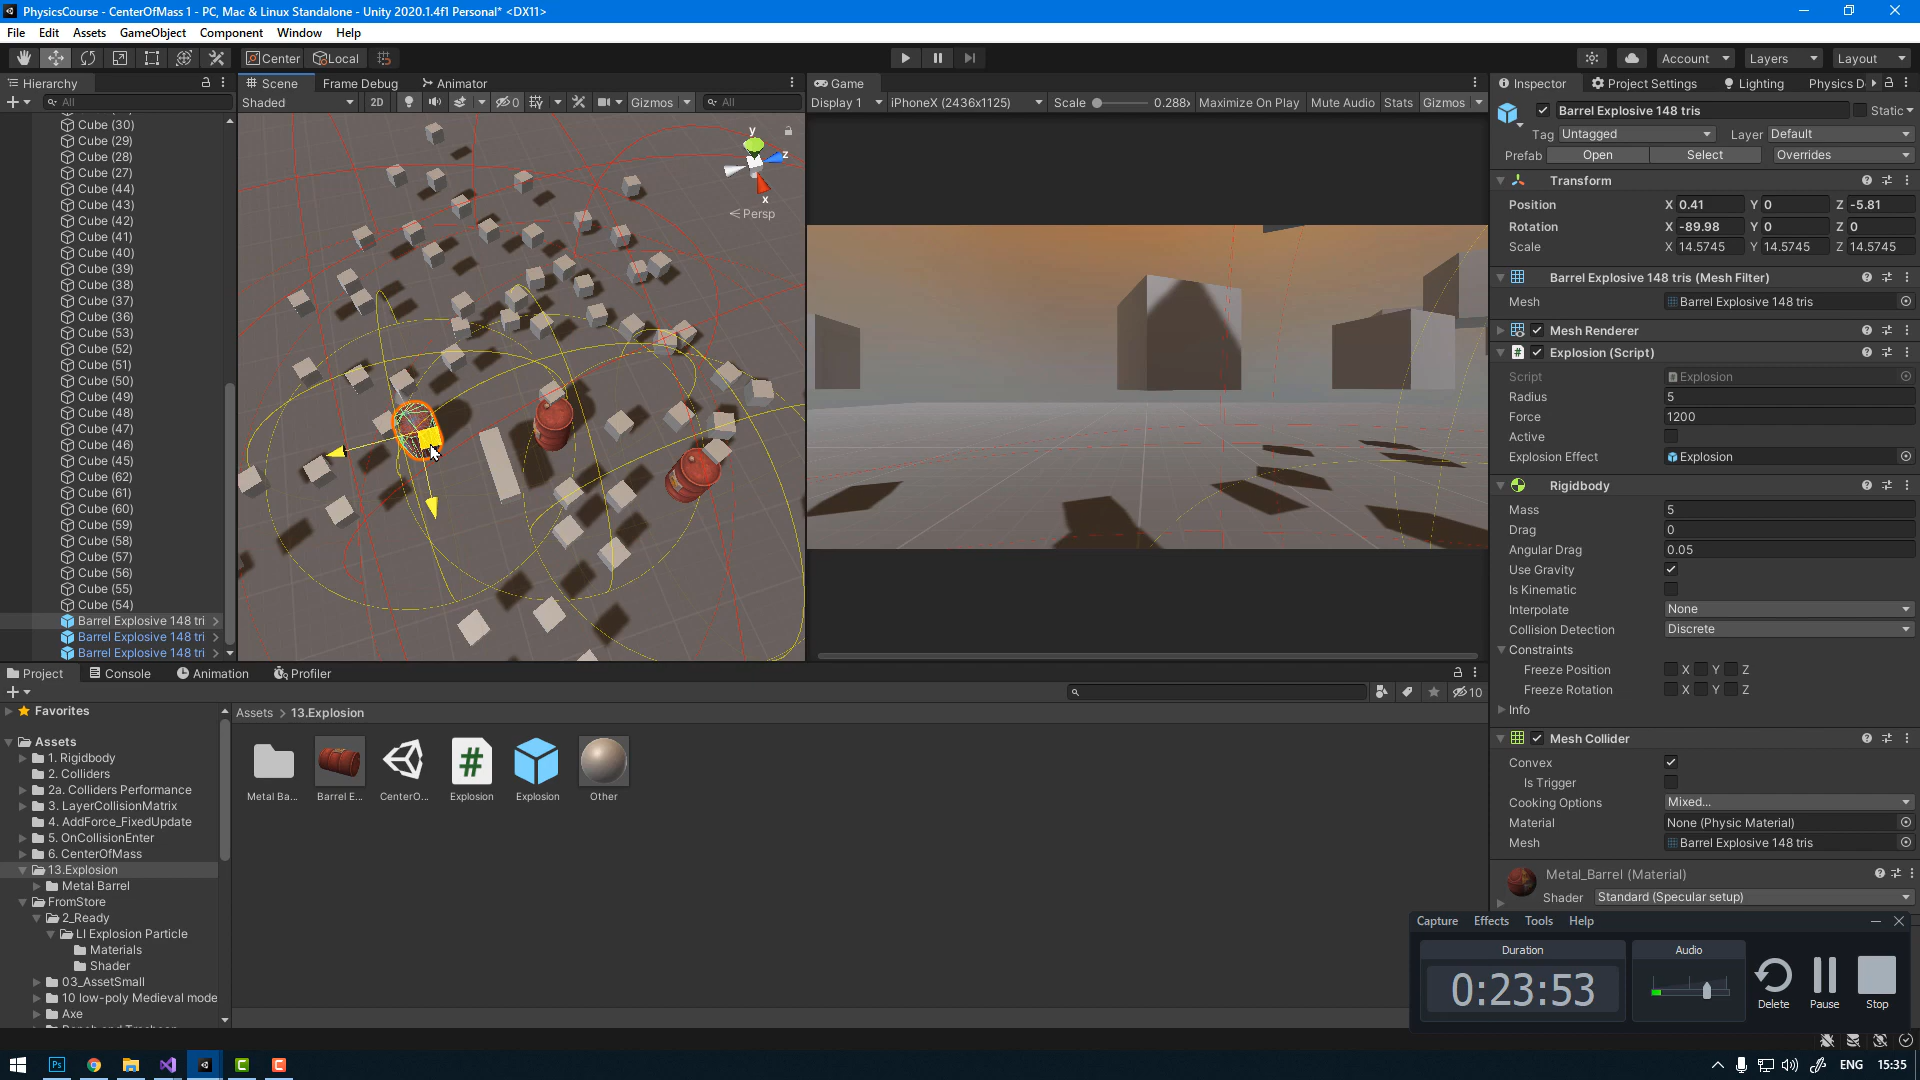 PhysicsCourse - CenterOfMass 1 - PC, Mac & Linux Standalone - Unity 2020.1.4f1 Personal* <DX11>
File Edit Assets GameObject Component Window Help
Center Local
Account Layers Layout
Hierarchy
All
Cube (30)
Cube (29)
Cube (28)
Cube (27)
Cube (44)
Cube (43)
Cube (42)
Cube (41)
Cube (40)
Cube (39)
Cube (38)
Cube (37)
Cube (36)
Cube (53)
Cube (52)
Cube (51)
Cube (50)
Cube (49)
Cube (48)
Cube (47)
Cube (46)
Cube (45)
Cube (62)
Cube (61)
Cube (60)
Cube (59)
Cube (58)
Cube (57)
Cube (56)
Cube (55)
Cube (54)
Barrel Explosive 148 tri
Barrel Explosive 148 tri
Barrel Explosive 148 tri
Scene Frame Debug Animator
Shaded 2D 0 Gizmos All
y
z
x
Persp
Game
Display 1 iPhoneX (2436x1125) Scale 0.288x Maximize On Play Mute Audio Stats Gizmos
Inspector Project Settings Lighting Physics D
Barrel Explosive 148 tris Static
Tag Untagged Layer Default
Prefab Open Select Overrides
Transform
Position X 0.41 Y 0 Z -5.81
Rotation X -89.98 Y 0 Z 0
Scale X 14.5745 Y 14.5745 Z 14.5745
Barrel Explosive 148 tris (Mesh Filter)
Mesh Barrel Explosive 148 tris
Mesh Renderer
Explosion (Script)
Script Explosion
Radius 5
Force 1200
Active
Explosion Effect Explosion
Rigidbody
Mass 5
Drag 0
Angular Drag 0.05
Use Gravity
Is Kinematic
Interpolate None
Collision Detection Discrete
Constraints
Freeze Position X Y Z
Freeze Rotation X Y Z
Info
Mesh Collider
Convex
Is Trigger
Cooking Options Mixed...
Material None (Physic Material)
Mesh Barrel Explosive 148 tris
Metal_Barrel (Material)
Shader Standard (Specular setup)
Project Console Animation Profiler
10
Favorites
Assets
1. Rigidbody
2. Colliders
2a. Colliders Performance
3. LayerCollisionMatrix
4. AddForce_FixedUpdate
5. OnCollisionEnter
6. CenterOfMass
13.Explosion
Metal Barrel
FromStore
2_Ready
LI Explosion Particle
Materials
Shader
03_AssetSmall
10 low-poly Medieval mode
Axe
Assets > 13.Explosion
Metal Ba... Barrel E... CenterO... Explosion Explosion Other
Capture Effects Tools Help
Duration
0:23:53
Audio
Delete Pause Stop
Ps
ENG 15:35